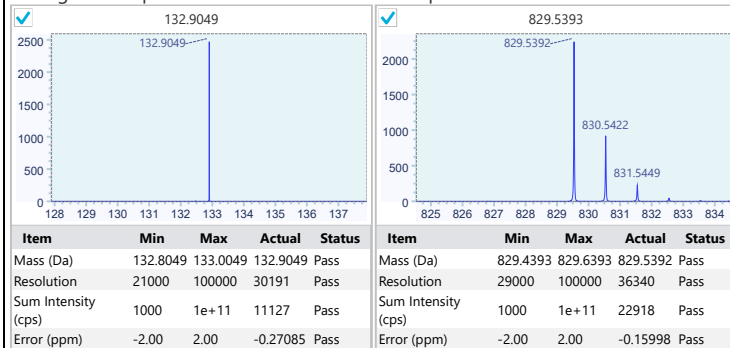 132.9049
132.9049
2500
2000
1500
1000
500
0
128 129 130 131 132 133 134 135 136 137
Item Min Max Actual Status
Mass (Da) 132.8049 133.0049 132.9049 Pass
Resolution 21000 100000 30191 Pass
Sum Intensity
(cps) 1000 1e+11 11127 Pass
Error (ppm) -2.00 2.00 -0.27085 Pass
829.5393
829.5392
830.5422
831.5449
2000
1500
1000
500
0
825 826 827 828 829 830 831 832 833 834
Item Min Max Actual Status
Mass (Da) 829.4393 829.6393 829.5392 Pass
Resolution 29000 100000 36340 Pass
Sum Intensity
(cps) 1000 1e+11 22918 Pass
Error (ppm) -2.00 2.00 -0.15998 Pass